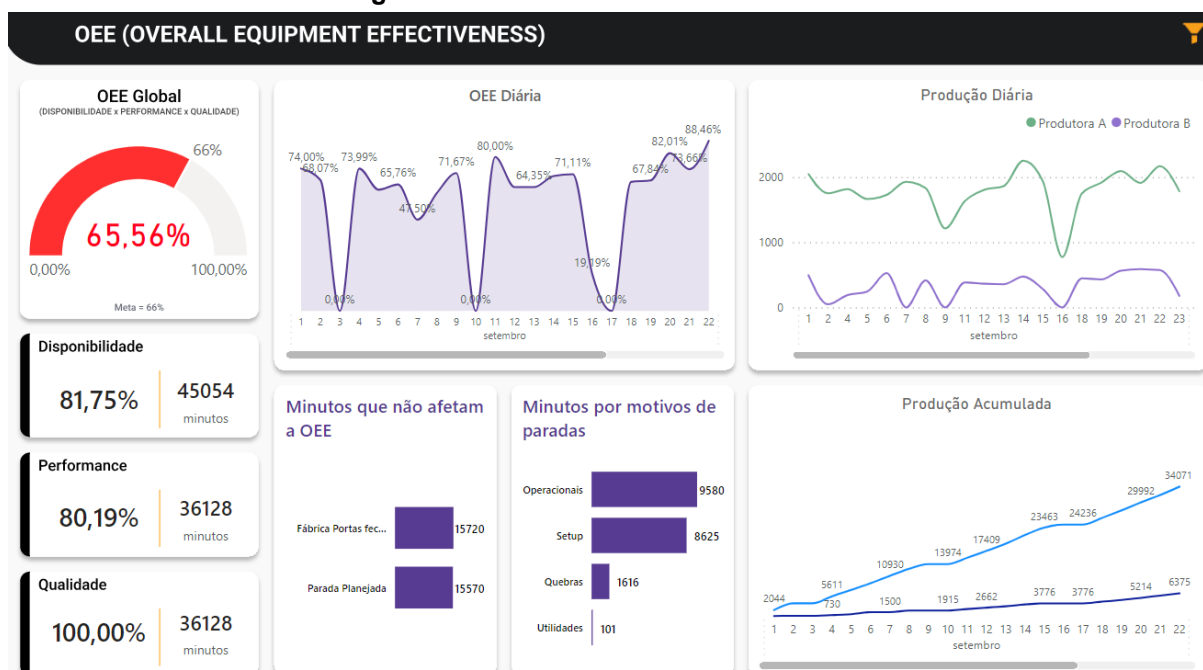 OEE (OVERALL EQUIPMENT EFFECTIVENESS)
OEE Global
(DISPONIBILIDADE x PERFORMANCE x QUALIDADE)
66%
65,56%
0,00%
100,00%
Meta = 66%
Disponibilidade
81,75%
45054
minutos
Performance
80,19%
36128
minutos
Qualidade
100,00%
36128
minutos
OEE Diária
74,00%
68,07%
0,00%
73,99%
65,76%
47,50%
71,67%
0,00%
80,00%
64,35%
71,11%
19,19%
0,00%
67,84%
82,01%
73,66%
88,46%
1 2 3 4 5 6 7 8 9 10 11 12 13 14 15 16 17 18 19 20 21 22
setembro
Produção Diária
Produtora A Produtora B
2000
1000
0
1 2 4 5 6 7 8 9 11 12 13 14 15 16 18 19 20 21 22 23
setembro
Minutos que não afetam
a OEE
Fábrica Portas fec... 15720
Parada Planejada 15570
Minutos por motivos de
paradas
Operacionais 9580
Setup 8625
Quebras 1616
Utilidades 101
Produção Acumulada
2044
5611
10930
13974
17409
23463
24236
29992
34071
730
1500
1915
2662
3776
3776
5214
6375
1 2 3 4 5 6 7 8 9 10 11 12 13 14 15 16 17 18 19 20 21 22
setembro